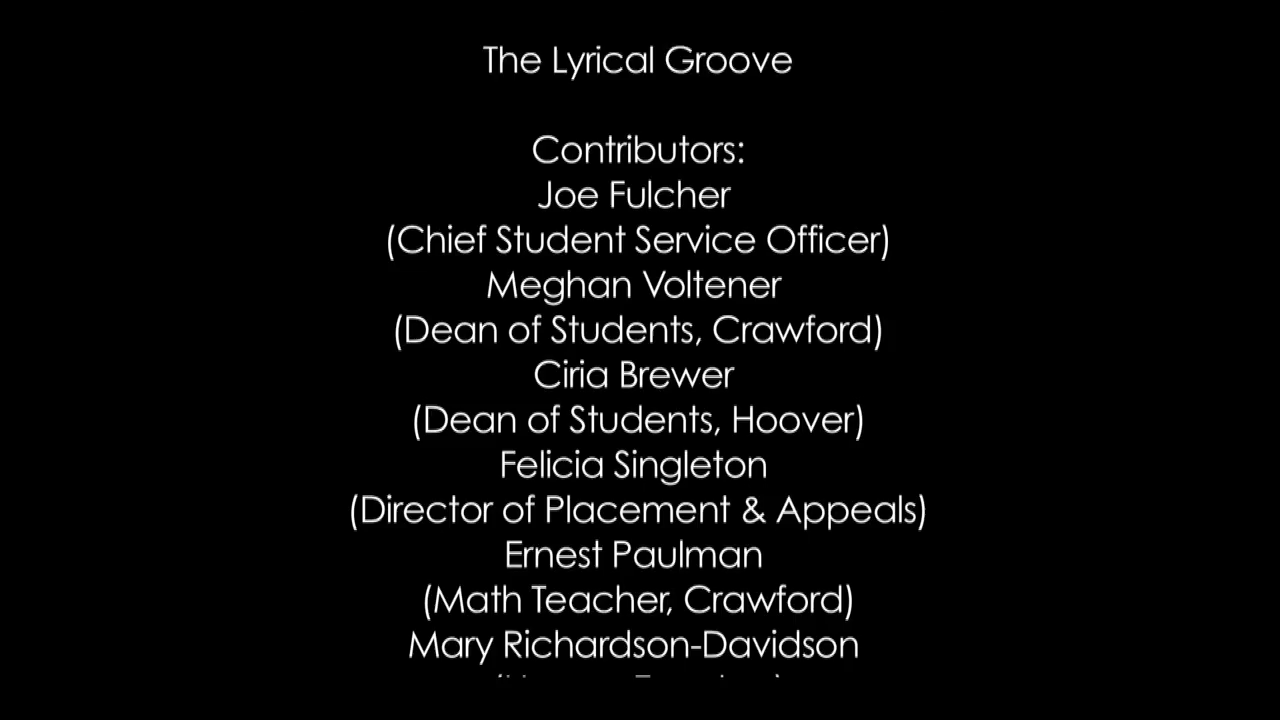 The Lyrical Groove
Contributors:
Joe Fulcher
(Chief Student Service Officer)
Meghan Voltener
(Dean of Students, Crawford)
Ciria Brewer
(Dean of Students, Hoover)
Felicia Singleton
(Director of Placement & Appeals)
Ernest Paulman
(Math Teacher, Crawford)
Mary Richardson-Davidson